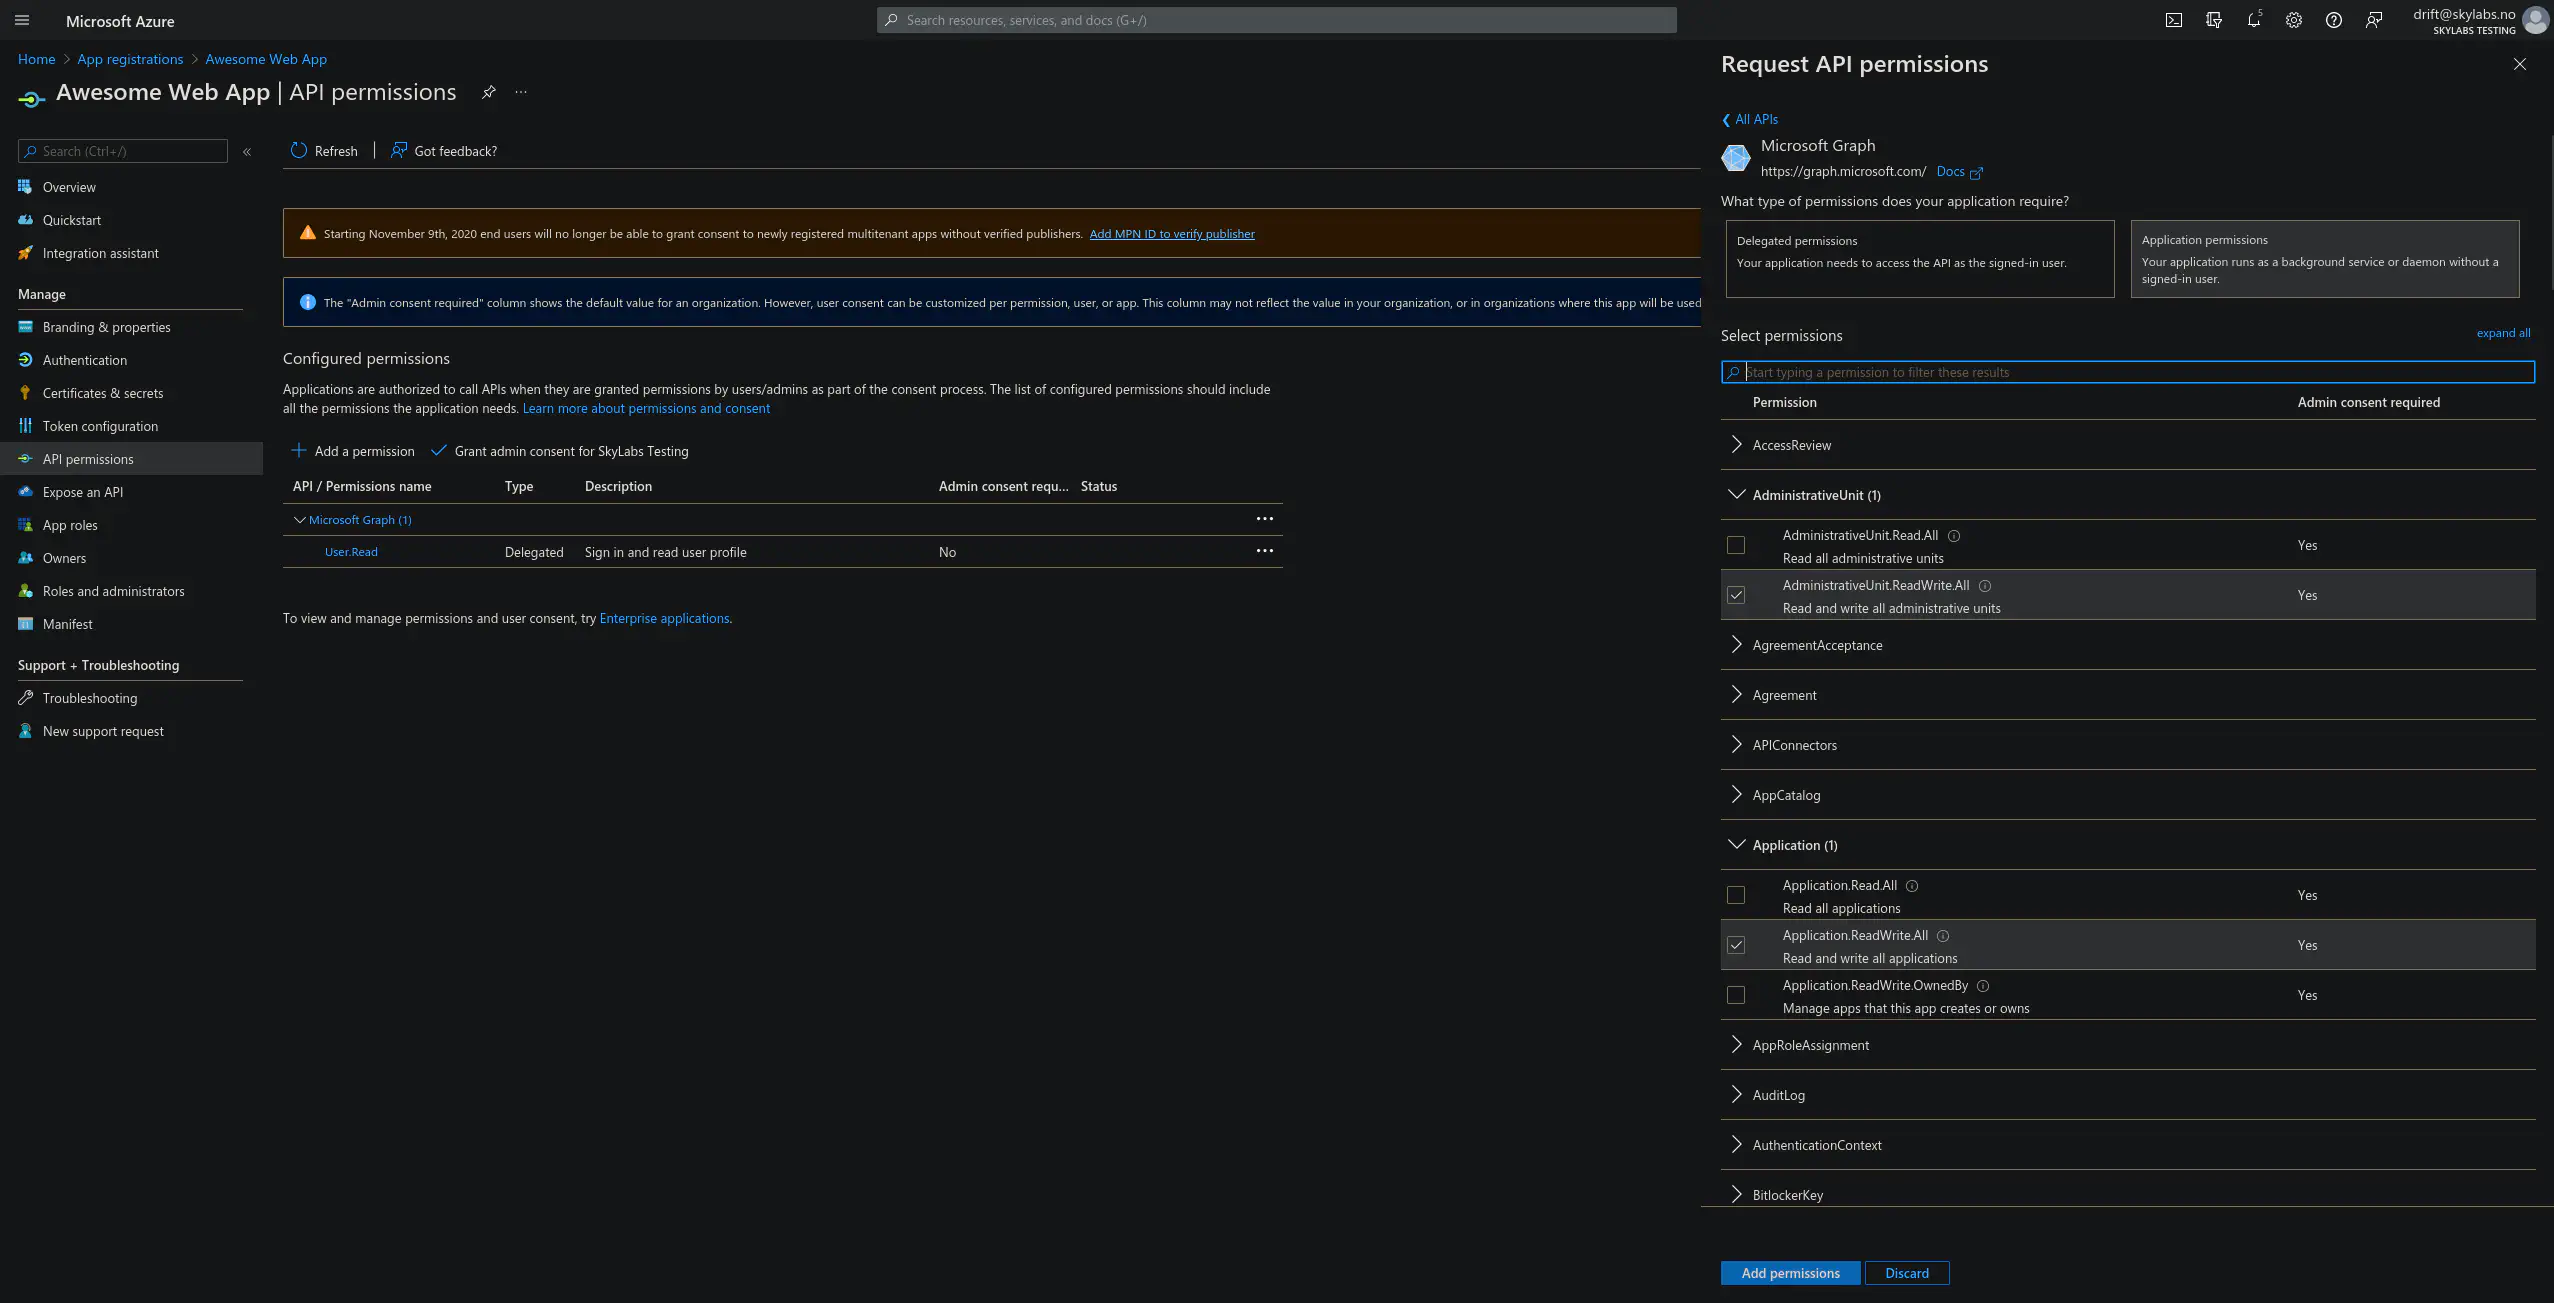 Microsoft Azure
Search resources, services, and docs (G+/)
5
drift@skylabs.no
SKYLABS TESTING
Home > App registrations > Awesome Web App
Awesome Web App | API permissions
Search (Ctrl+/)
«
Overview
Quickstart
Integration assistant
Manage
Branding & properties
Authentication
Certificates & secrets
Token configuration
API permissions
Expose an API
App roles
Owners
Roles and administrators
Manifest
Support + Troubleshooting
Troubleshooting
New support request
Refresh | Got feedback?
Starting November 9th, 2020 end users will no longer be able to grant consent to newly registered multitenant apps without verified publishers. Add MPN ID to verify publisher
The "Admin consent required" column shows the default value for an organization. However, user consent can be customized per permission, user, or app. This column may not reflect the value in your organization, or in organizations where this app will be used
Configured permissions
Applications are authorized to call APIs when they are granted permissions by users/admins as part of the consent process. The list of configured permissions should include
all the permissions the application needs. Learn more about permissions and consent
Add a permission Grant admin consent for SkyLabs Testing
API / Permissions name Type Description Admin consent requ... Status
Microsoft Graph (1)
User.Read Delegated Sign in and read user profile No
To view and manage permissions and user consent, try Enterprise applications.
Request API permissions
All APIs
Microsoft Graph
https://graph.microsoft.com/ Docs
What type of permissions does your application require?
Delegated permissions
Your application needs to access the API as the signed-in user.
Application permissions
Your application runs as a background service or daemon without a
signed-in user.
Select permissions
expand all
Start typing a permission to filter these results
Permission Admin consent required
AccessReview
AdministrativeUnit (1)
AdministrativeUnit.Read.All
Read all administrative units
Yes
AdministrativeUnit.ReadWrite.All
Read and write all administrative units
Yes
AgreementAcceptance
Agreement
APIConnectors
AppCatalog
Application (1)
Application.Read.All
Read all applications
Yes
Application.ReadWrite.All
Read and write all applications
Yes
Application.ReadWrite.OwnedBy
Manage apps that this app creates or owns
Yes
AppRoleAssignment
AuditLog
AuthenticationContext
BitlockerKey
Add permissions Discard